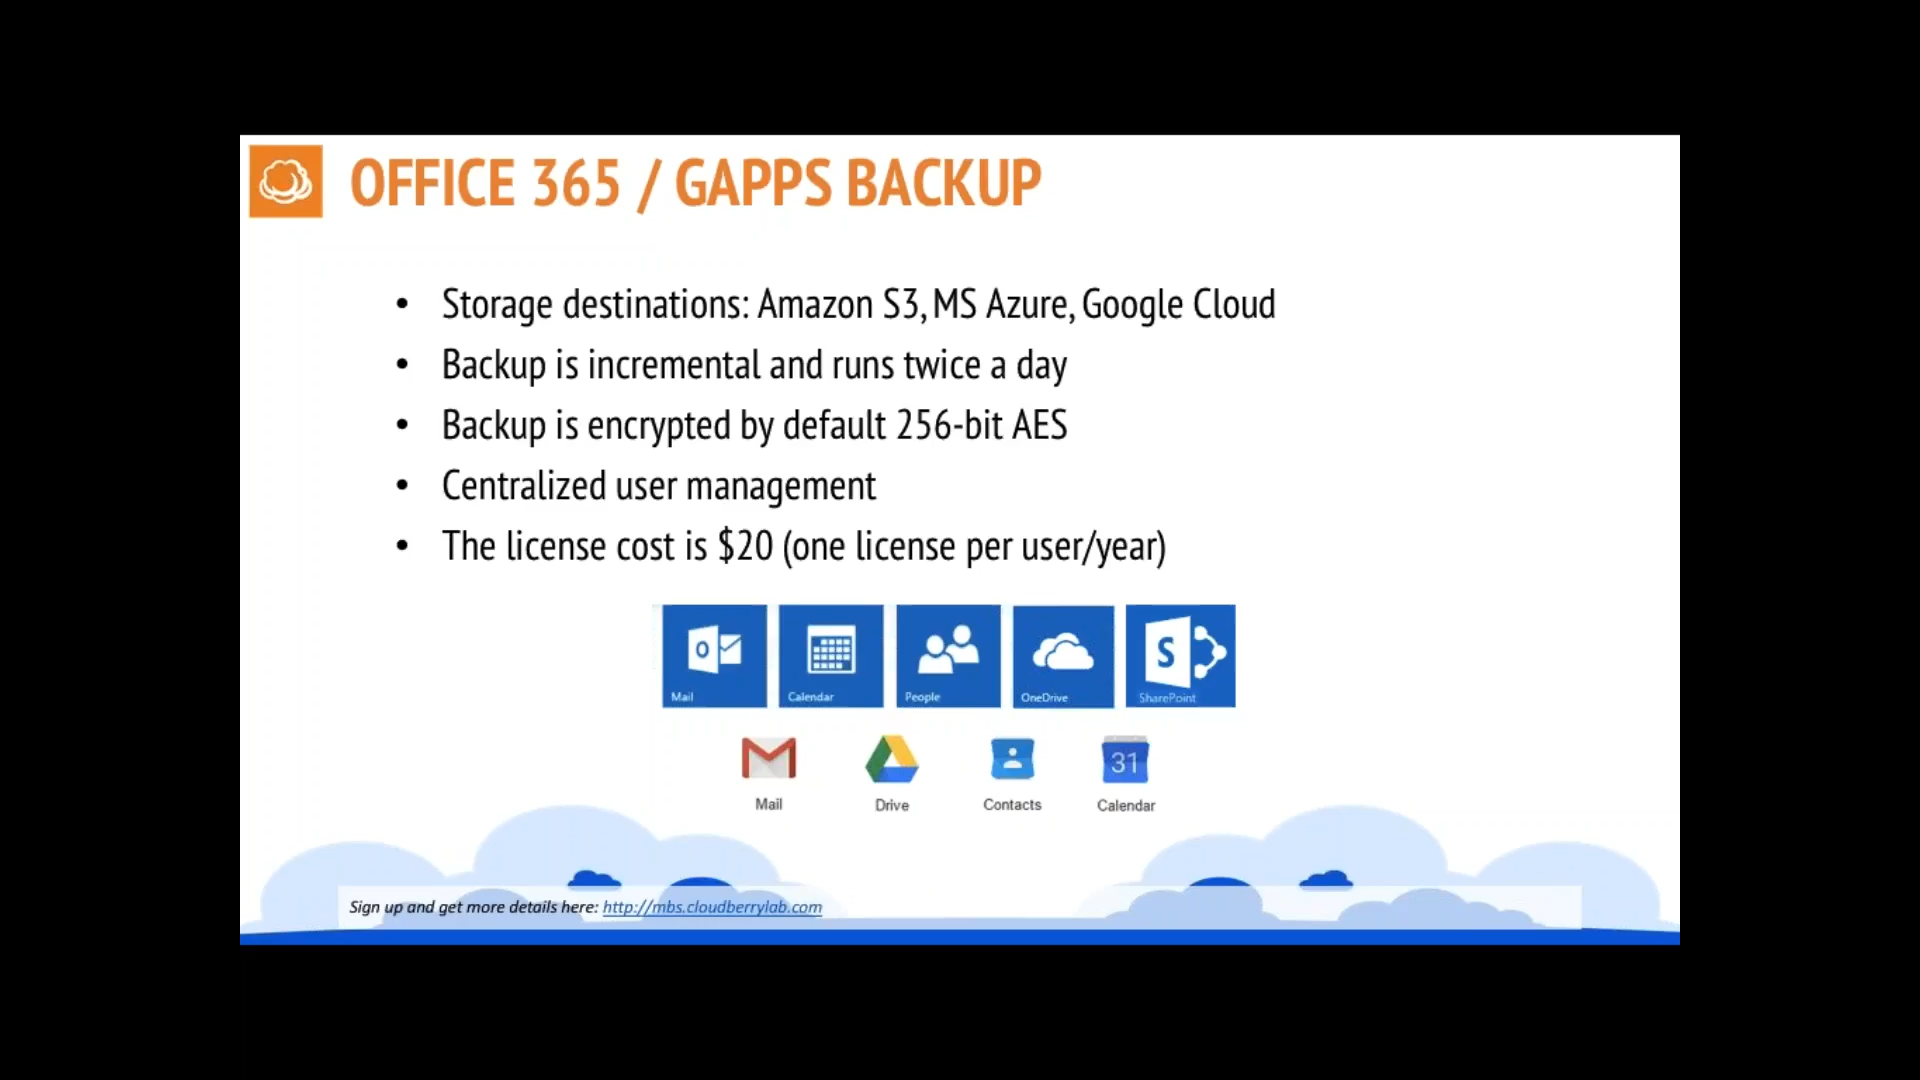 OFFICE 365 / GAPPS BACKUP
• Storage destinations: Amazon S3, MS Azure, Google Cloud
• Backup is incremental and runs twice a day
• Backup is encrypted by default 256-bit AES
• Centralized user management
• The license cost is $20 (one license per user/year)
O
S
Mail Calendar People OneDrive SharePoint
31
Mail Drive Contacts Calendar
Sign up and get more details here: http://mbs.cloudberrylab.com